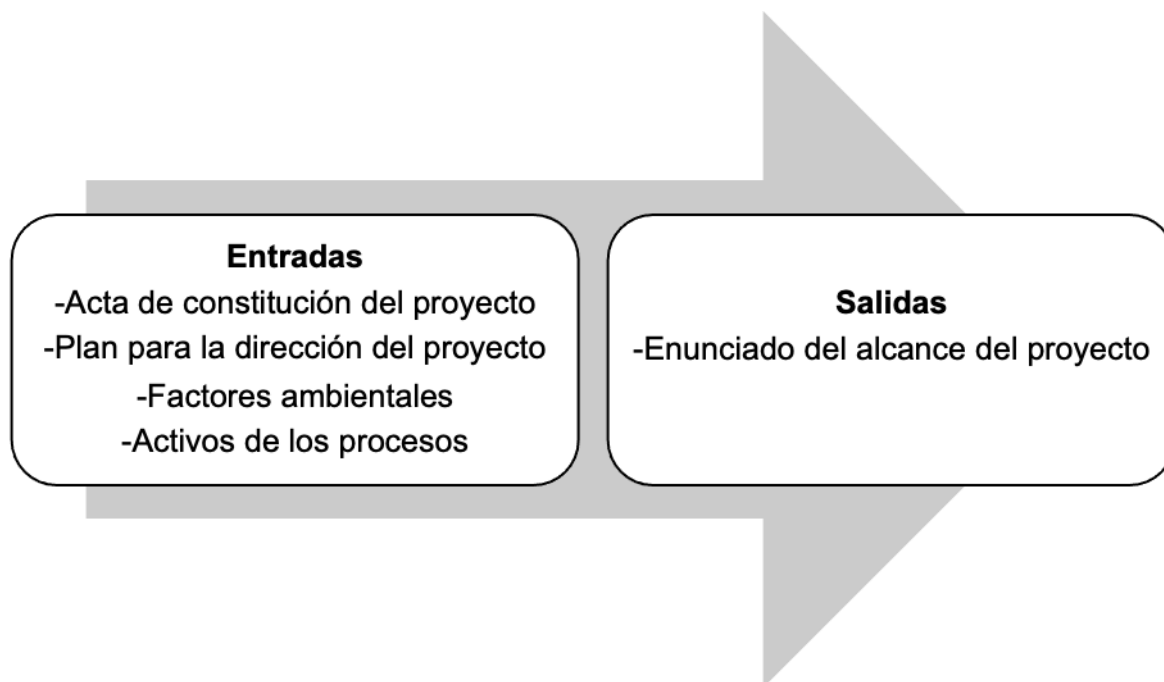 Entradas
-Acta de constitución del proyecto
-Plan para la dirección del proyecto
-Factores ambientales
-Activos de los procesos
Salidas
-Enunciado del alcance del proyecto